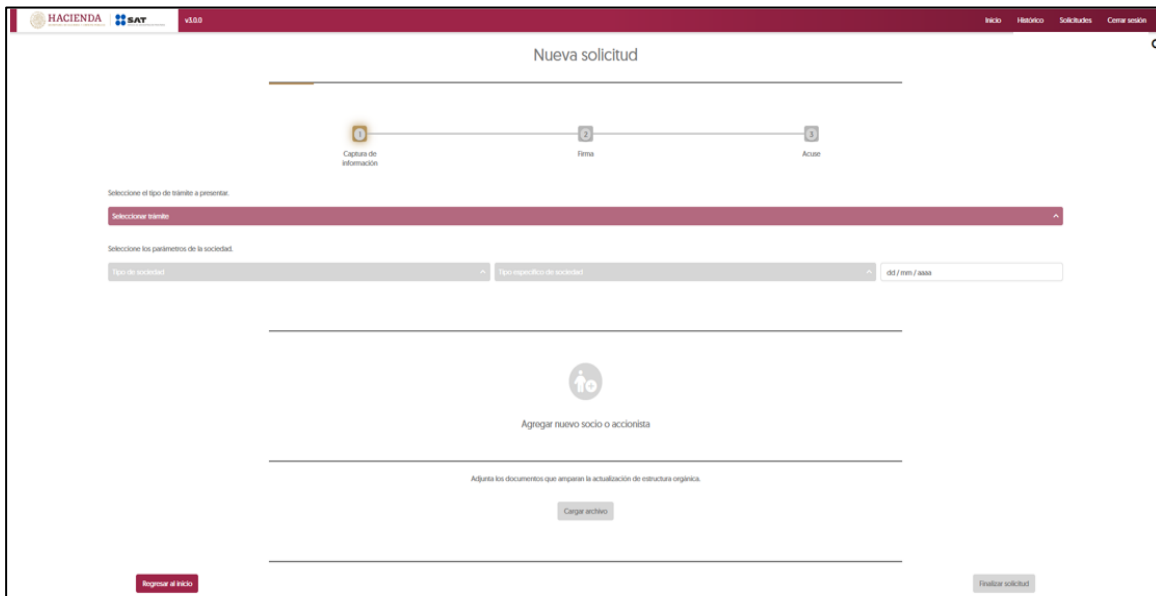 HACIENDA SAT v3.0.0 Inicio Histórico Solicitudes Cerrar sesión
Nueva solicitud
1 2 3
Captura de información Firma Acuse
Seleccione el tipo de trámite a presentar.
Seleccionar trámite
Seleccione los parámetros de la sociedad.
Tipo de sociedad Tipo específico de sociedad dd / mm / aaaa
Agregar nuevo socio o accionista
Adjunta los documentos que amparan la actualización de estructura orgánica.
Cargar archivo
Regresar al inicio Finalizar solicitud